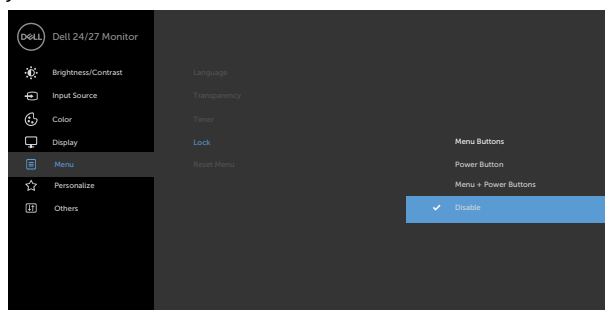 DELL
Dell 24/27 Monitor
Brightness/Contrast
Input Source
Color
Display
Menu
Personalize
Others
Language
Transparency
Timer
Lock
Reset Menu
Menu Buttons
Power Button
Menu + Power Buttons
Disable